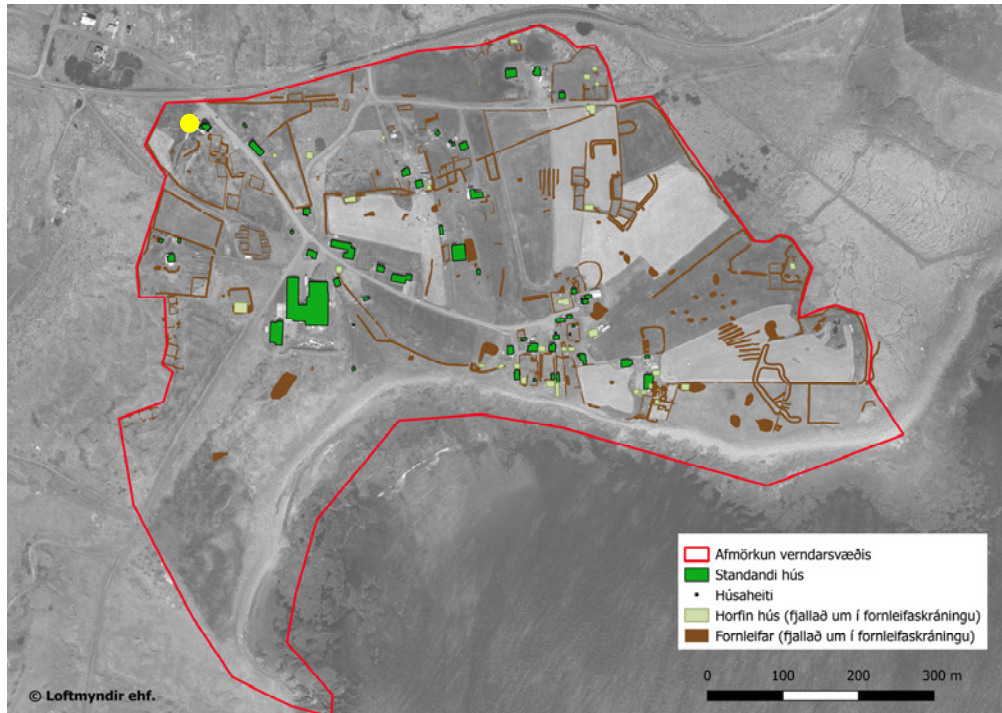 Afmörkun verndarsvæðis
Standandi hús
Húsaheiti
Horfin hús (fjallað um í fornleifaskráningu)
Fornleifar (fjallað um í fornleifaskráningu)
0 100 200 300 m
© Loftmyndir ehf.